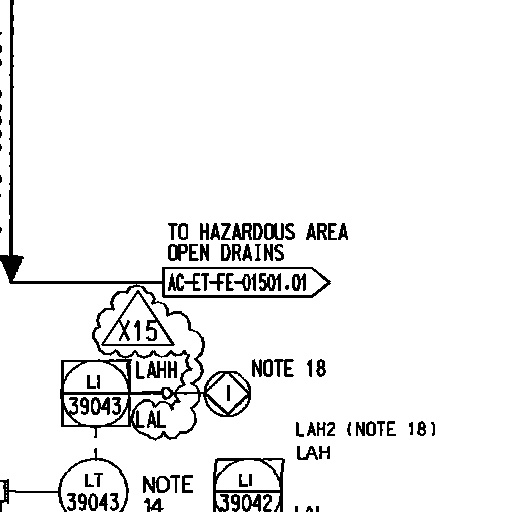 TO HAZARDOUS AREA
OPEN DRAINS
AC-ET-FE-01501.01
X15
LAHH
NOTE 18
LI
39043
I
LAL
LAH2 (NOTE 18)
LAH
LT
39043
NOTE
14
LI
39042
LAL